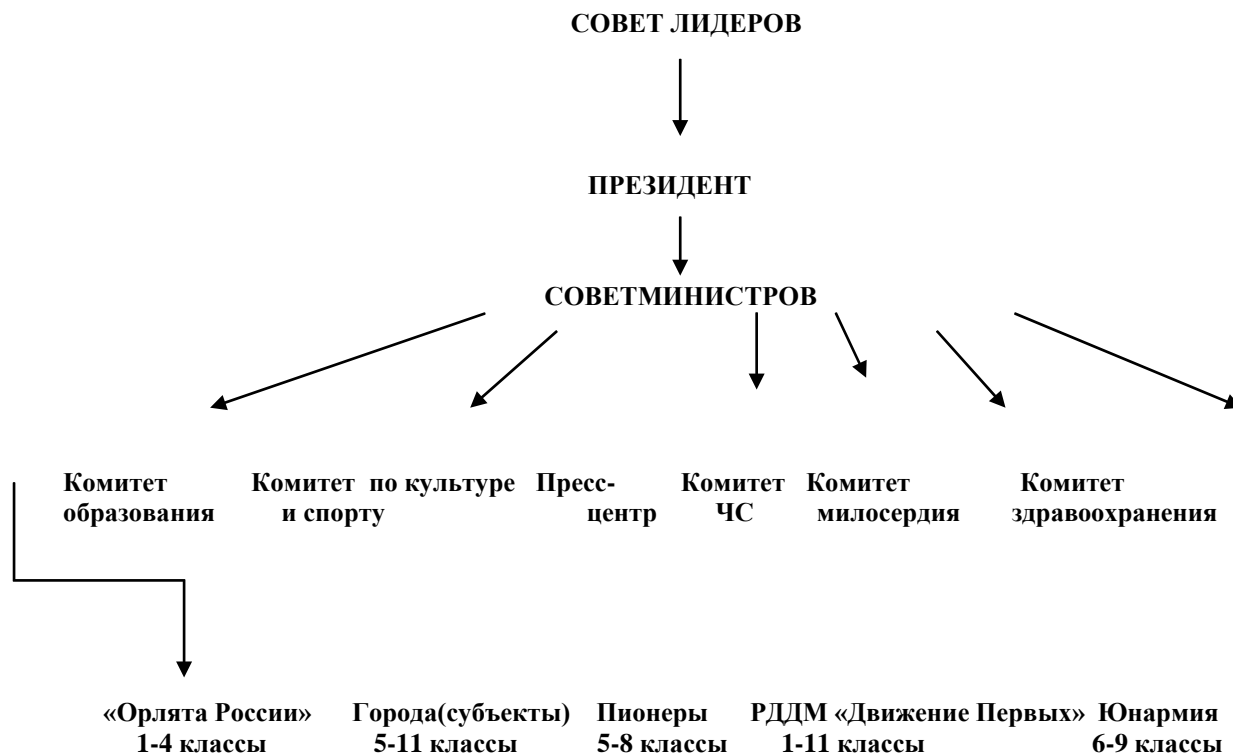 СОВЕТ ЛИДЕРОВ
ПРЕЗИДЕНТ
СОВЕТМИНИСТРОВ
Комитет Комитет по культуре Пресс- Комитет Комитет Комитет
образования и спорту центр ЧС милосердия здравоохранения
«Орлята России» Города(субъекты) Пионеры РДДМ «Движение Первых» Юнармия
1-4 классы 5-11 классы 5-8 классы 1-11 классы 6-9 классы